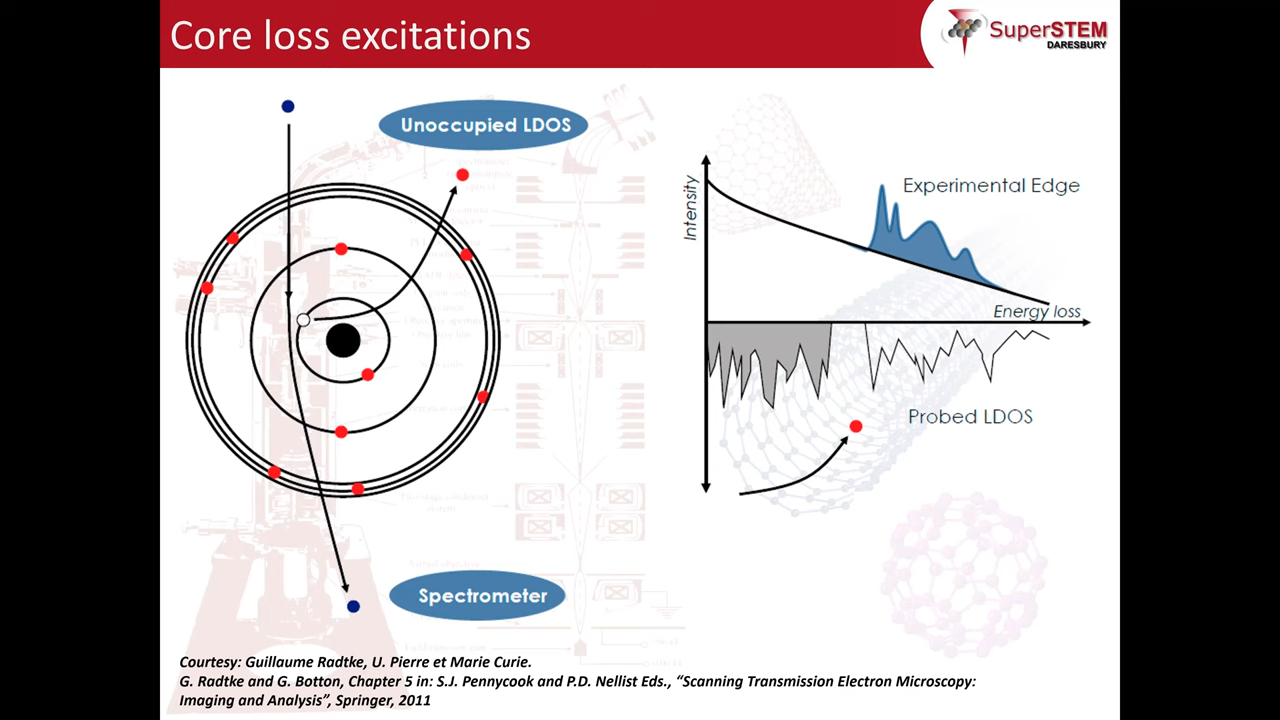 Core loss excitations
SuperSTEM
DARESBURY
Unoccupied LDOS
Experimental Edge
Intensity
Energy loss
Probed LDOS
Spectrometer
Courtesy: Guillaume Radtke, U. Pierre et Marie Curie.
G. Radtke and G. Botton, Chapter 5 in: S.J. Pennycook and P.D. Nellist Eds., “Scanning Transmission Electron Microscopy:
Imaging and Analysis”, Springer, 2011